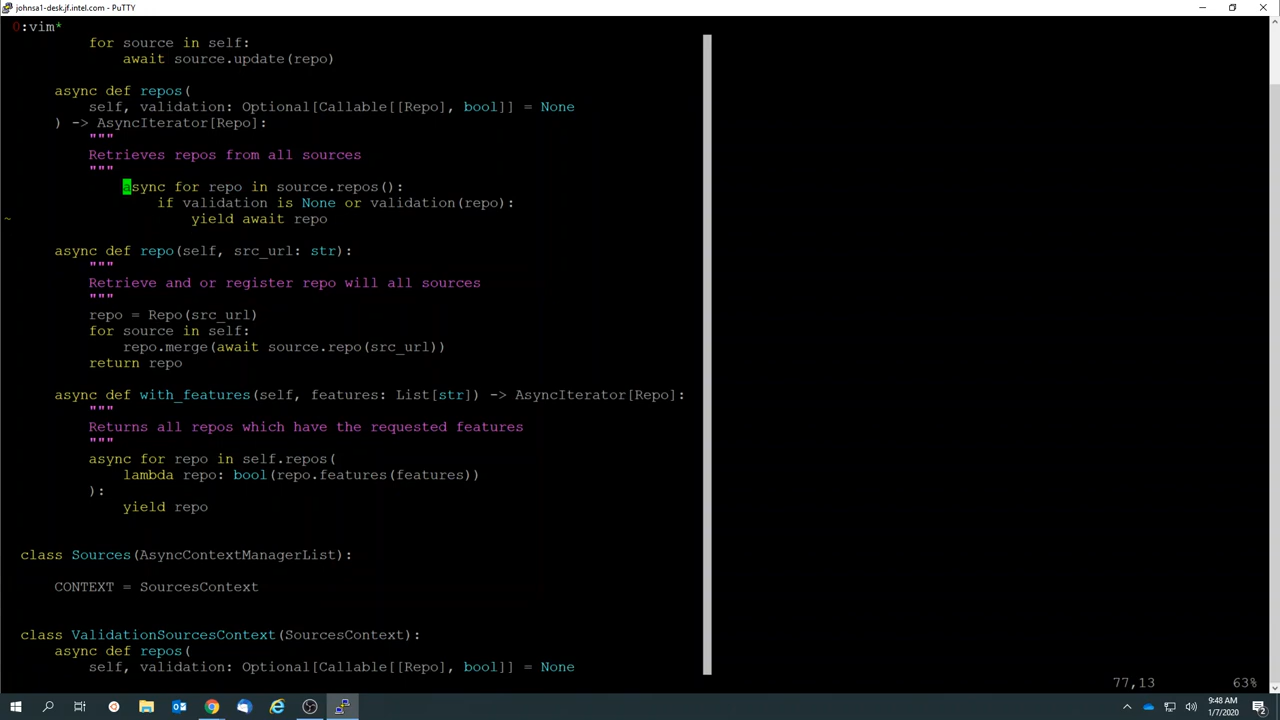 johnsa1-desk.jf.intel.com - PuTTY
0:vim*
for source in self:
await source.update(repo)
async def repos(
self, validation: Optional[Callable[[Repo], bool]] = None
) -> AsyncIterator[Repo]:
"""
Retrieves repos from all sources
"""
async for repo in source.repos():
if validation is None or validation(repo):
~ yield await repo
async def repo(self, src_url: str):
"""
Retrieve and or register repo will all sources
"""
repo = Repo(src_url)
for source in self:
repo.merge(await source.repo(src_url))
return repo
async def with_features(self, features: List[str]) -> AsyncIterator[Repo]:
"""
Returns all repos which have the requested features
"""
async for repo in self.repos(
lambda repo: bool(repo.features(features))
):
yield repo
class Sources(AsyncContextManagerList):
CONTEXT = SourcesContext
class ValidationSourcesContext(SourcesContext):
async def repos(
self, validation: Optional[Callable[[Repo], bool]] = None
77,13 63%
9:48 AM
1/7/2020
2